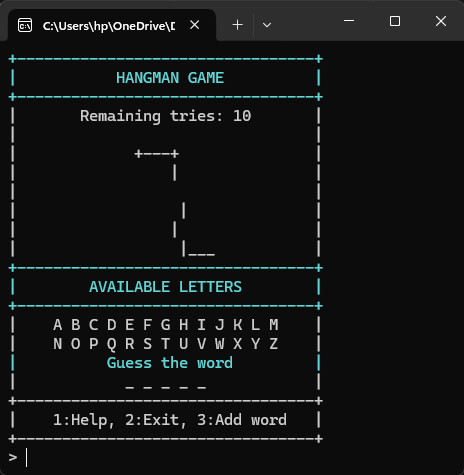 C:\Users\hp\OneDrive\D
+---------------------------------+
|           HANGMAN GAME          |
+---------------------------------+
|       Remaining tries: 10       |
|                                 |
|             +---+               |
|                 |               |
|                                 |
|                  |              |
|                 |               |
|                  |___           |
+---------------------------------+
|        AVAILABLE LETTERS        |
+---------------------------------+
|    A B C D E F G H I J K L M    |
|    N O P Q R S T U V W X Y Z    |
|          Guess the word         |
|            _ _ _ _ _            |
+---------------------------------+
|    1:Help, 2:Exit, 3:Add word   |
+---------------------------------+
>